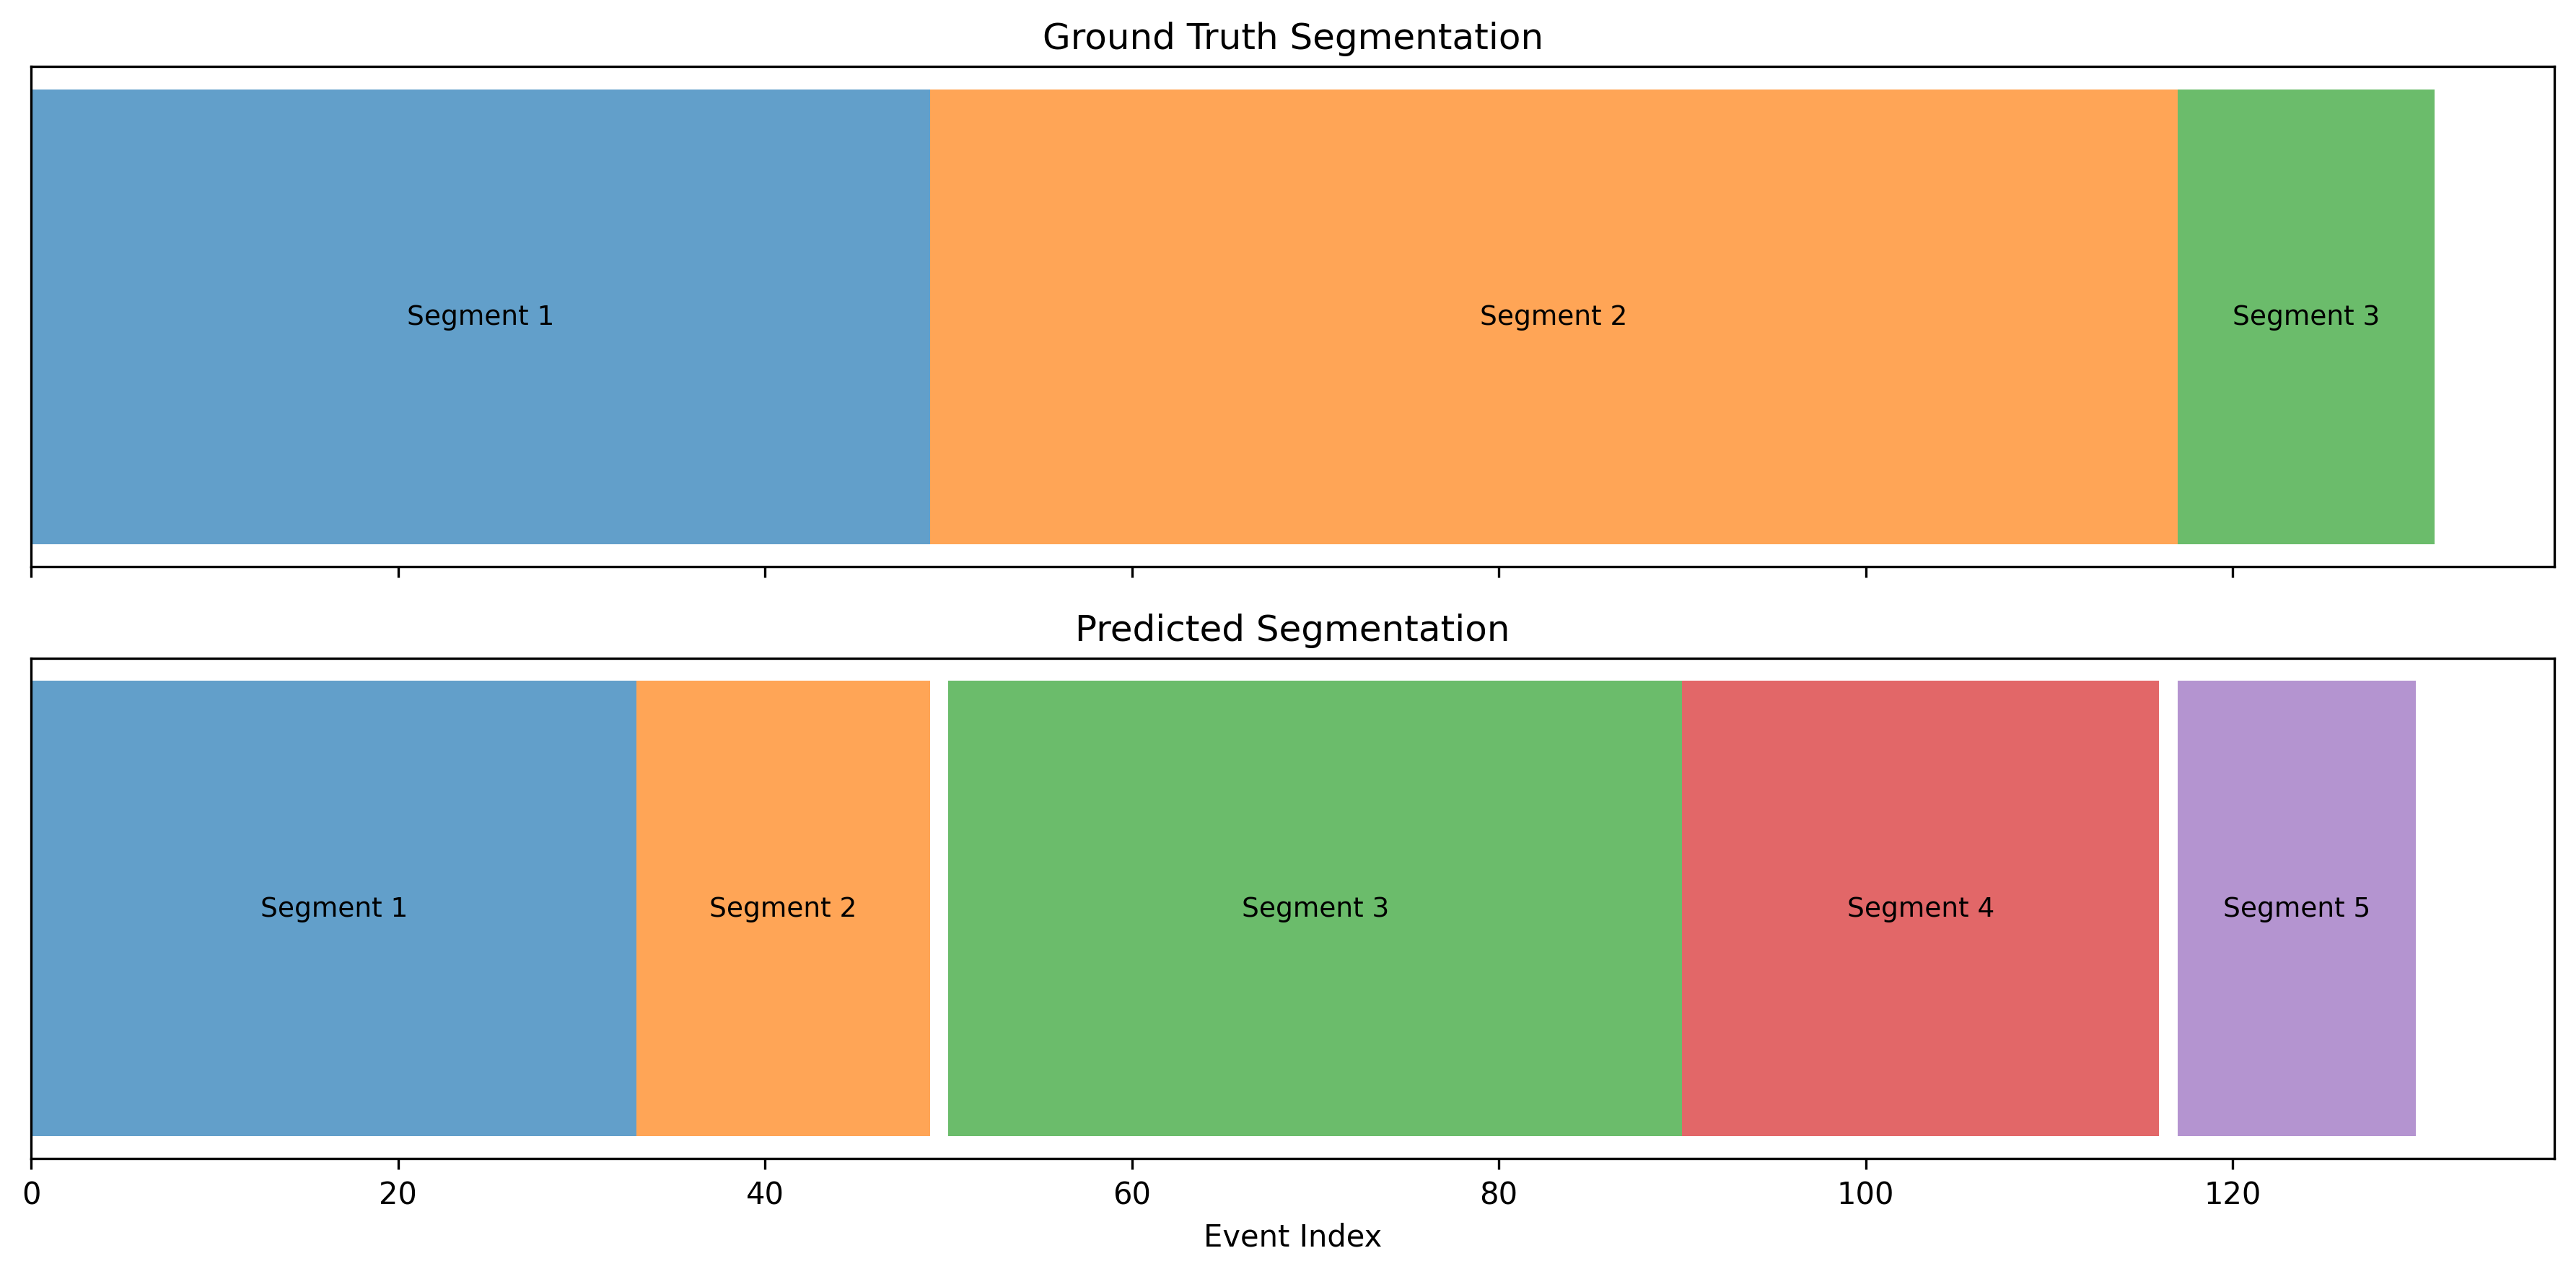 Ground Truth Segmentation
Segment 1
Segment 2
Segment 3
Predicted Segmentation
Segment 1
Segment 2
Segment 3
Segment 4
Segment 5
0 20 40 60 80 100 120
Event Index